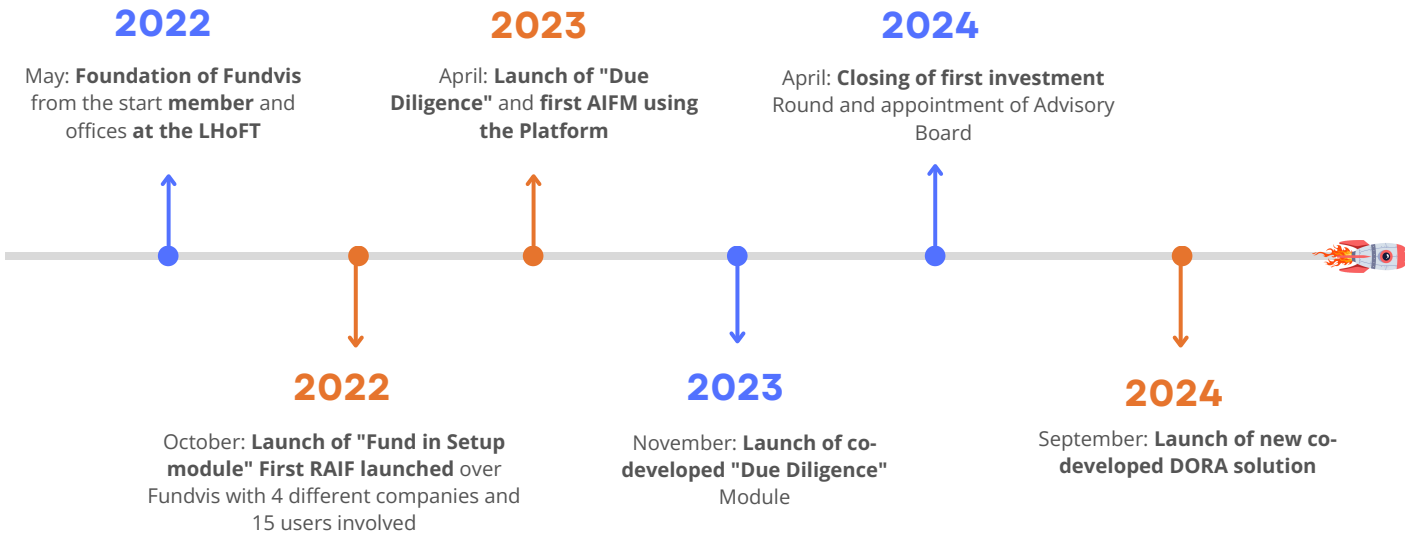 2022
May: Foundation of Fundvis
from the start member and
offices at the LHoFT
2022
October: Launch of "Fund in Setup
module" First RAIF launched over
Fundvis with 4 different companies and
15 users involved
2023
April: Launch of "Due
Diligence" and first AIFM using
the Platform
2023
November: Launch of co-
developed "Due Diligence"
Module
2024
April: Closing of first investment
Round and appointment of Advisory
Board
2024
September: Launch of new co-
developed DORA solution